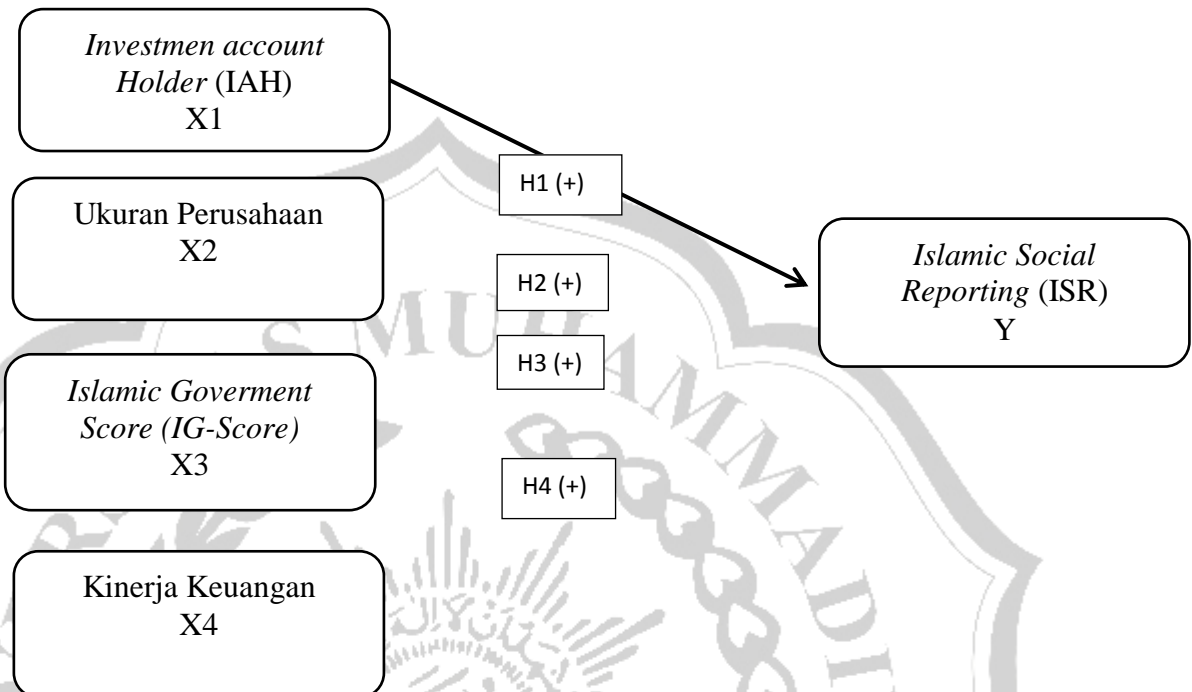 Investmen account
Holder (IAH)
X1
H1 (+)
Ukuran Perusahaan
X2
H2 (+)
Islamic Social
Reporting (ISR)
Y
H3 (+)
Islamic Goverment
Score (IG-Score)
X3
H4 (+)
Kinerja Keuangan
X4
S MUHAMMADI